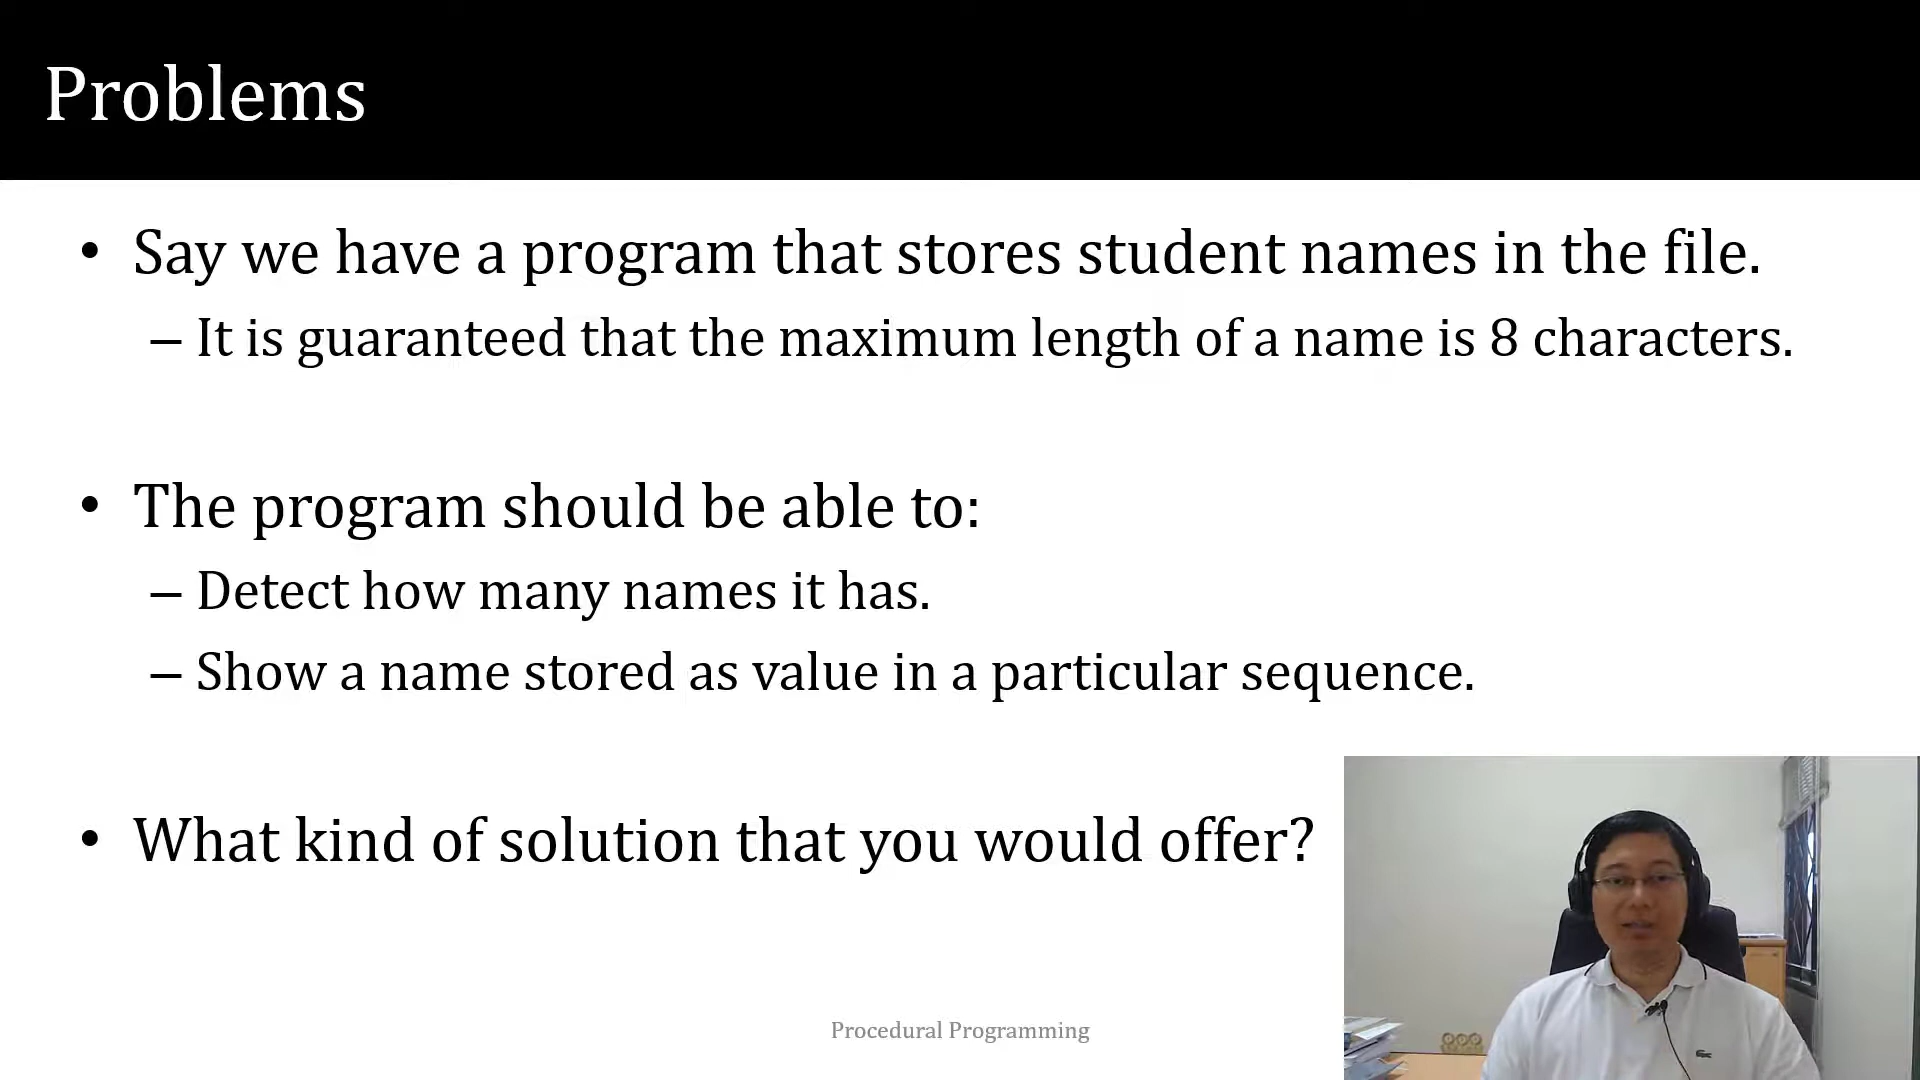 Problems
• Say we have a program that stores student names in the file.
– It is guaranteed that the maximum length of a name is 8 characters.
• The program should be able to:
– Detect how many names it has.
– Show a name stored as value in a particular sequence.
• What kind of solution that you would offer?
Procedural Programming